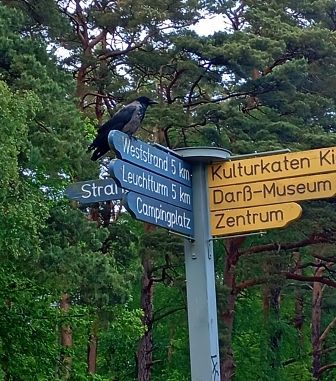 Weststrand 5 km
Leuchtturm 5 km
Campingplatz
Kulturkaten
Darß-Museum
Zentrum